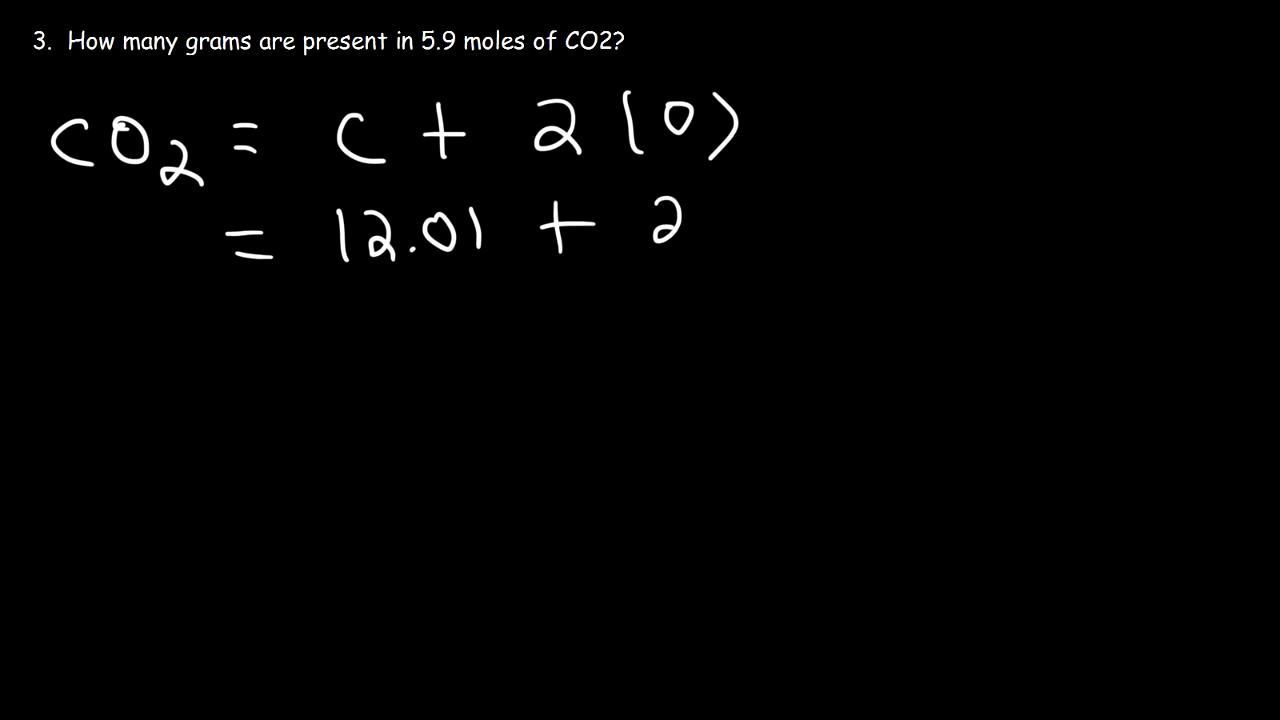 3. How many grams are present in 5.9 moles of CO2?
CO₂ = C + 2(O)
= 12.01 + 2